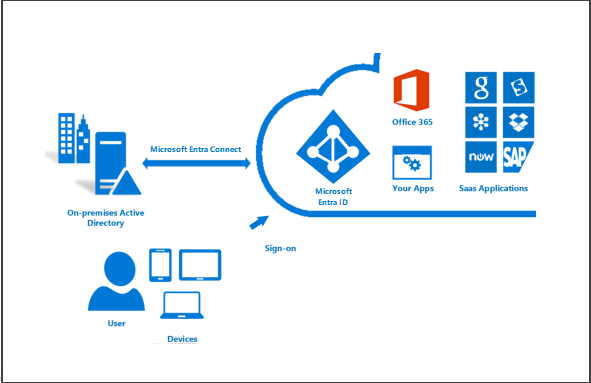 Office 365
Microsoft Entra Connect
Microsoft
Entra ID
Your Apps
g
now
SAP
Saas Applications
On-premises Active
Directory
Sign-on
User
Devices